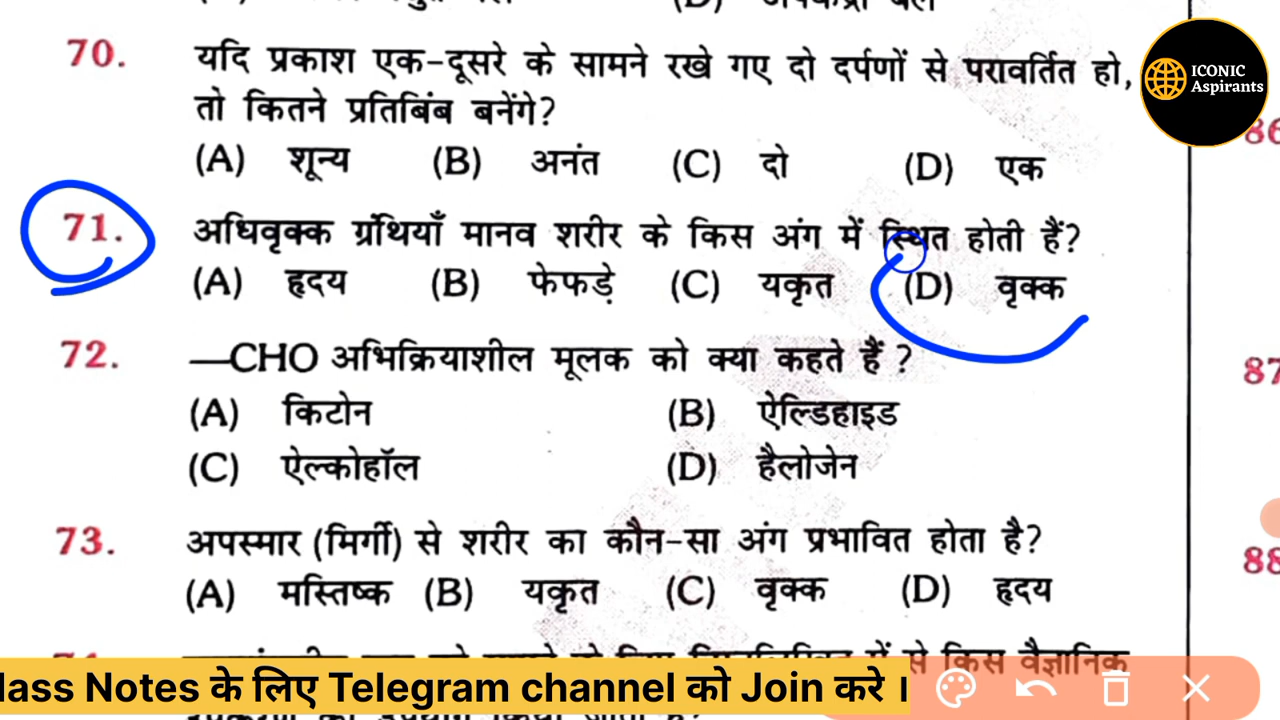 70. यदि प्रकाश एक-दूसरे के सामने रखे गए दो दर्पणों से परावर्तित हो,
तो कितने प्रतिबिंब बनेंगे?
(A) शून्य (B) अनंत (C) दो (D) एक
71. अधिवृक्क ग्रंथियाँ मानव शरीर के किस अंग में स्थित होती हैं?
(A) हृदय (B) फेफड़े (C) यकृत (D) वृक्क
72. —CHO अभिक्रियाशील मूलक को क्या कहते हैं ?
(A) किटोन (B) ऐल्डिहाइड
(C) ऐल्कोहॉल (D) हैलोजेन
73. अपस्मार (मिर्गी) से शरीर का कौन-सा अंग प्रभावित होता है?
(A) मस्तिष्क (B) यकृत (C) वृक्क (D) हृदय
से किस वैज्ञानिक
lass Notes के लिए Telegram channel को Join करे ।
ICONIC
Aspirants
86
87
88